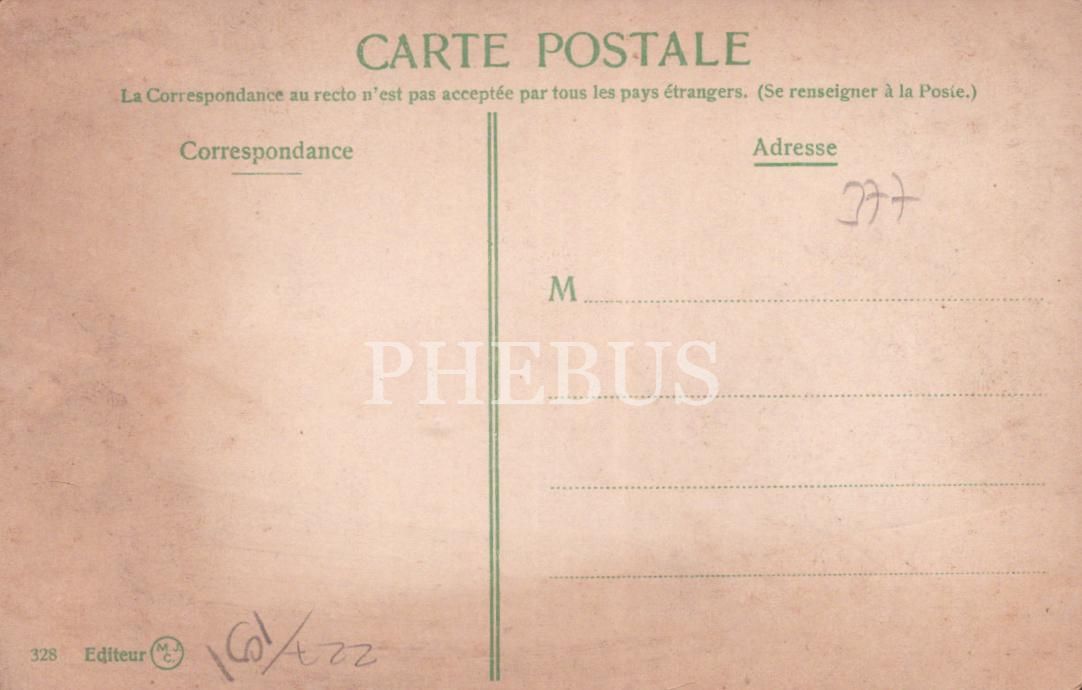 CARTE POSTALE
La Correspondance au recto n'est pas acceptée par tous les pays étrangers. (Se renseigner à la Poste.)
Correspondance
Adresse
377
M
PHEBUS
328 Editeur M.J.C.